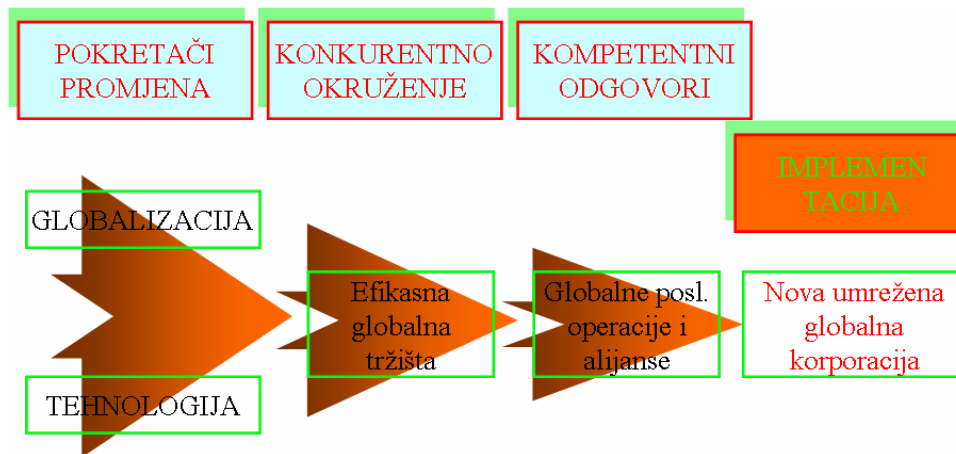 POKRETAČI
PROMJENA
KONKURENTNO
OKRUŽENJE
KOMPETENTNI
ODGOVORI
IMPLEMEN
TACIJA
GLOBALIZACIJA
TEHNOLOGIJA
Efikasna
globalna
tržišta
Globalne posl.
operacije i
alijanse
Nova umrežena
globalna
korporacija